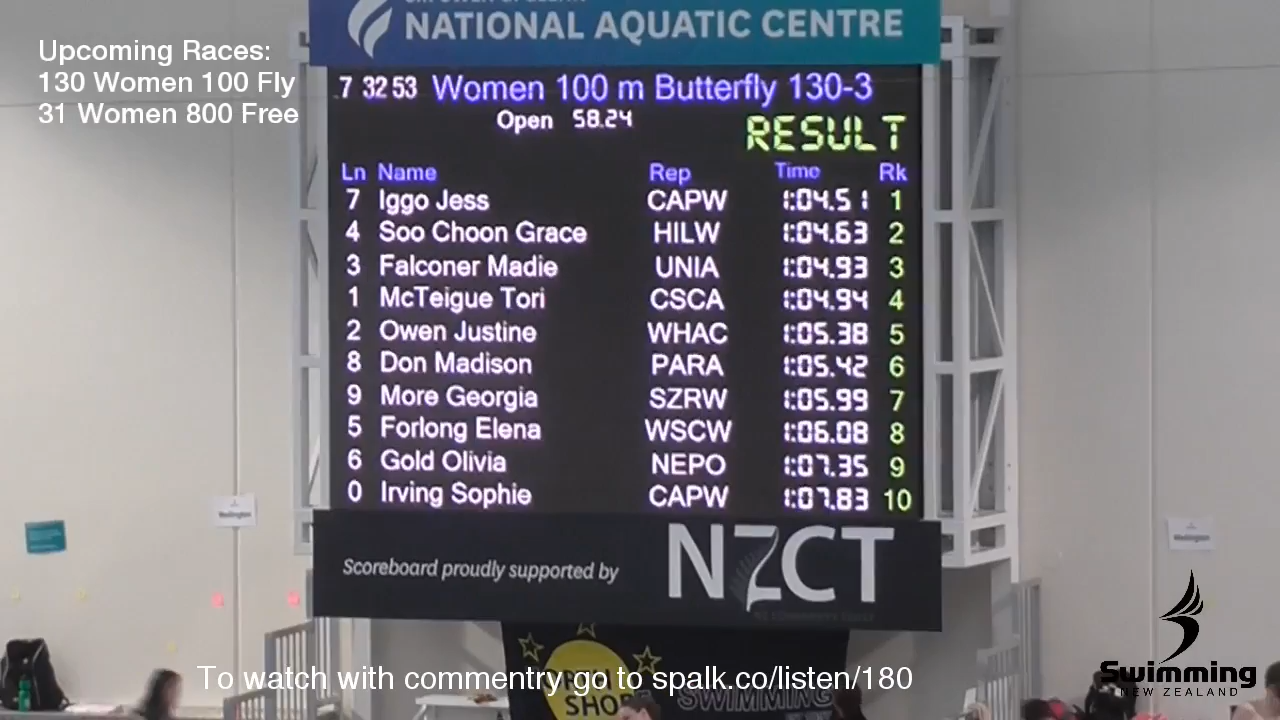 NATIONAL AQUATIC CENTRE
Upcoming Races:
130 Women 100 Fly
31 Women 800 Free
7 32 53 Women 100 m Butterfly 130-3
Open 58.24
RESULT
Ln Name Rep Time Rk
7 Iggo Jess CAPW 1:04.51 1
4 Soo Choon Grace HILW 1:04.63 2
3 Falconer Madie UNIA 1:04.93 3
1 McTeigue Tori CSCA 1:04.94 4
2 Owen Justine WHAC 1:05.38 5
8 Don Madison PARA 1:05.42 6
9 More Georgia SZRW 1:05.99 7
5 Forlong Elena WSCW 1:06.08 8
6 Gold Olivia NEPO 1:07.35 9
0 Irving Sophie CAPW 1:07.83 10
Wellington
Wellington
Scoreboard proudly supported by NZCT
To watch with commentry go to spalk.co/listen/180
SWIMMING
Swimming
NEW ZEALAND